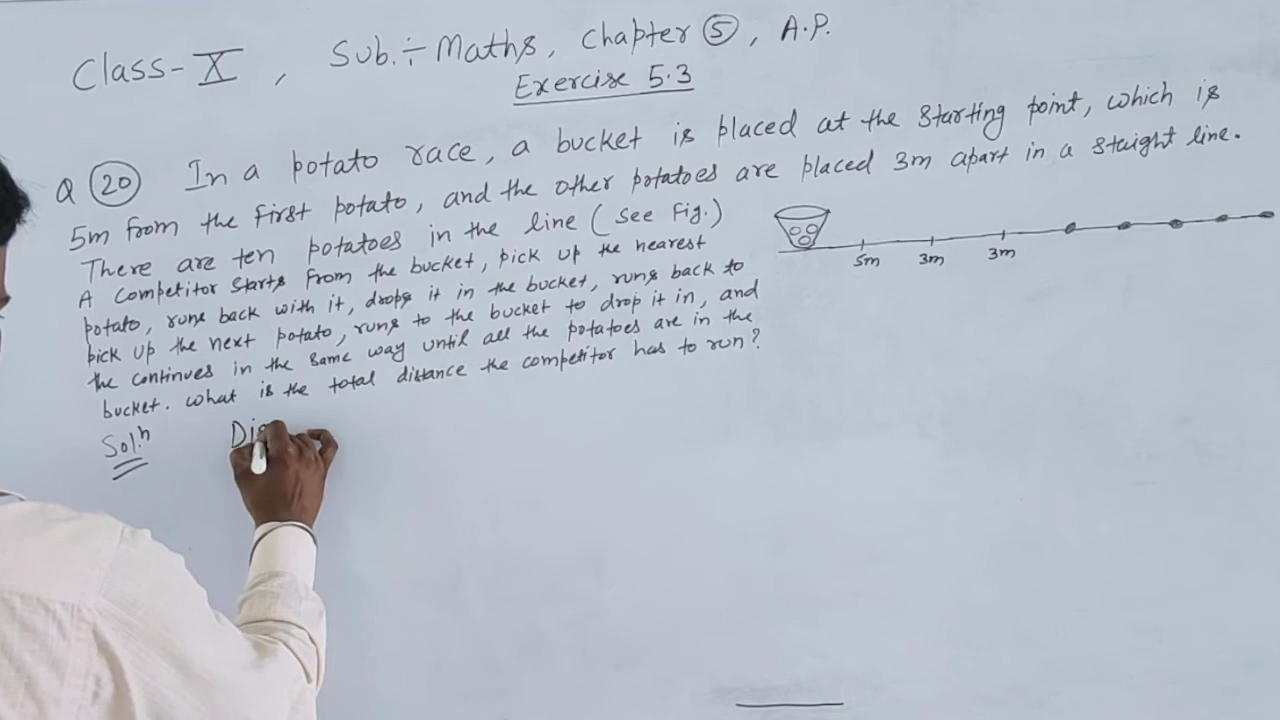 Class-X, Sub.:- Maths, Chapter 5, A.P.
Exercise 5.3
Q 20 In a potato race, a bucket is placed at the starting point, which is
5m from the first potato, and the other potatoes are placed 3m apart in a staight line.
There are ten potatoes in the line (see Fig.)
A competitor starts from the bucket, pick up the nearest
potato, runs back with it, drops it in the bucket, runs back to
pick up the next potato, runs to the bucket to drop it in, and
the continues in the same way until all the potatoes are in the
bucket. what is the total distance the competitor has to run?
5m 3m 3m
Sol.n Dis